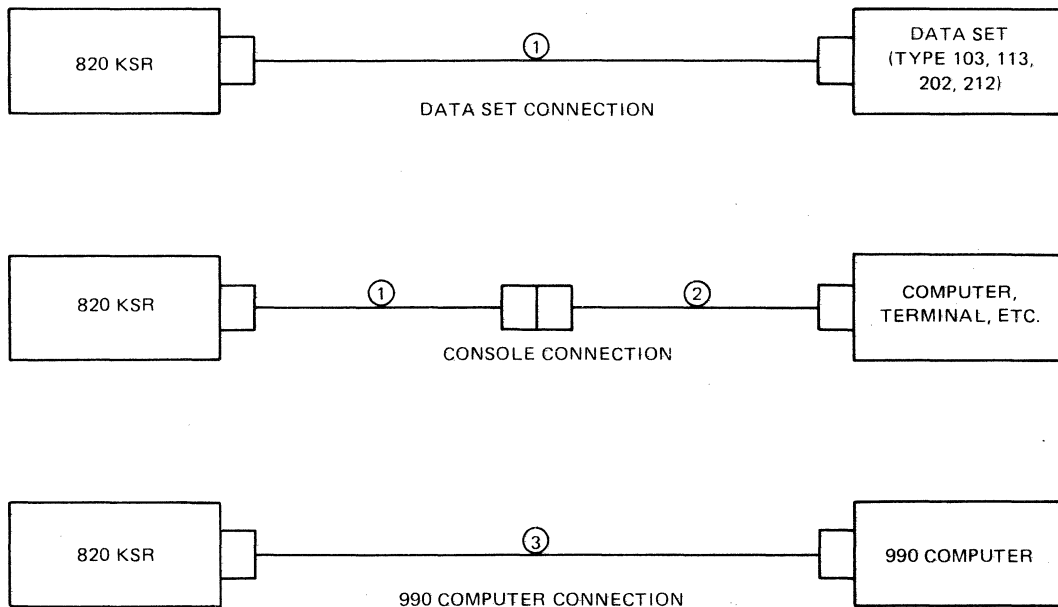 820 KSR
①
DATA SET
(TYPE 103, 113,
202, 212)
DATA SET CONNECTION
820 KSR
①
②
COMPUTER,
TERMINAL, ETC.
CONSOLE CONNECTION
820 KSR
③
990 COMPUTER
990 COMPUTER CONNECTION